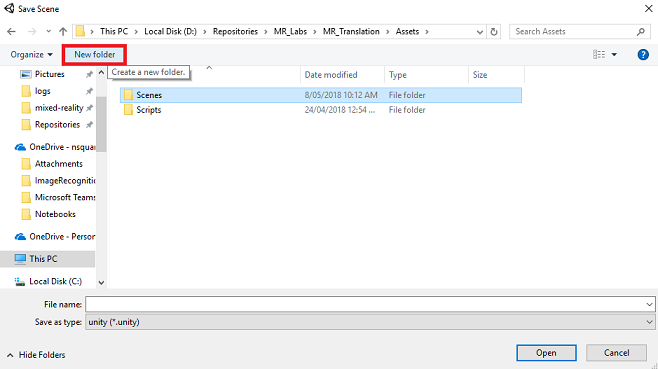 Save Scene
This PC > Local Disk (D:) > Repositories > MR_Labs > MR_Translation > Assets >
Search Assets
Organize
New folder
Create a new folder.
Date modified
Type
Size
Pictures
logs
mixed-reality
Repositories
OneDrive - nsquar
Attachments
ImageRecognitio
Microsoft Teams
Notebooks
OneDrive - Person
This PC
Local Disk (C:)
Scenes 8/05/2018 10:12 AM File folder
Scripts 24/04/2018 12:54 ... File folder
File name:
Save as type: unity (*.unity)
Hide Folders
Open
Cancel